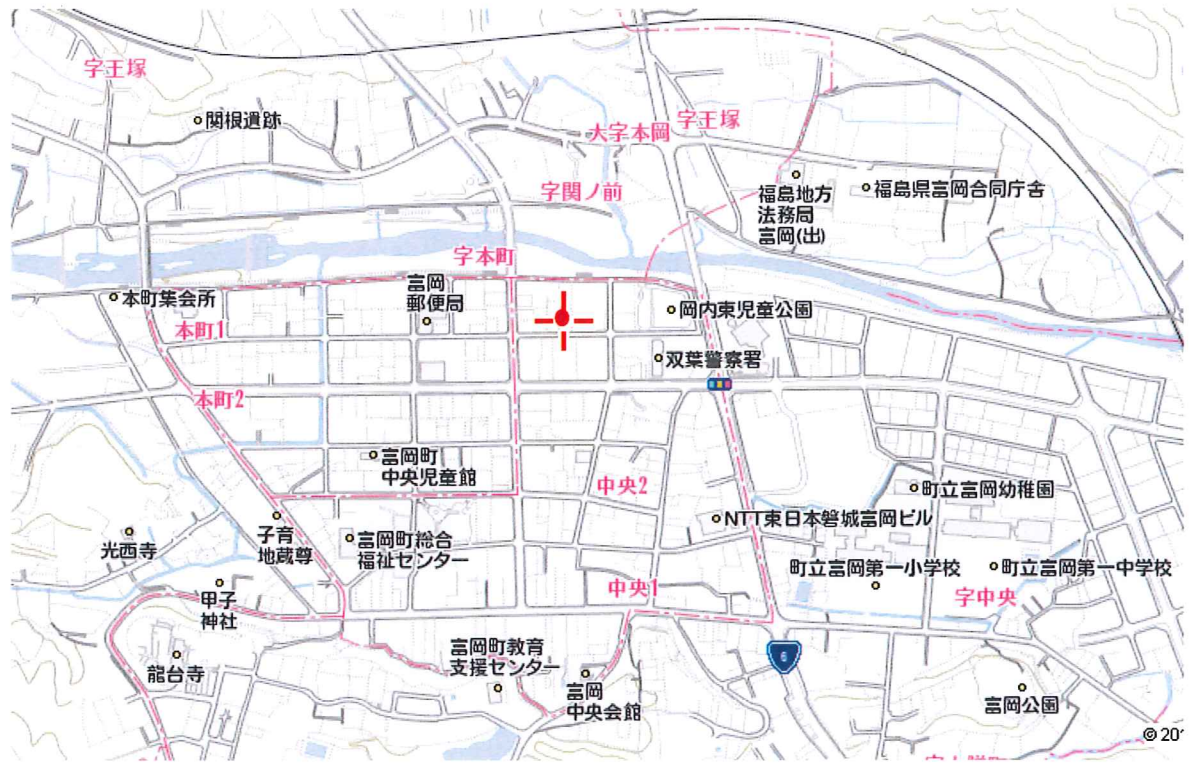 字王塚
関根遺跡
大字本岡
字王塚
字関ノ前
福島地方
法務局
富岡(出)
福島県富岡合同庁舎
字本町
富岡
郵便局
本町集会所
岡内東児童公園
本町1
双葉警察署
本町2
富岡町
中央児童館
中央2
町立富岡幼稚園
NTT東日本磐城富岡ビル
子育
地蔵尊
光西寺
富岡町総合
福祉センター
町立富岡第一小学校
町立富岡第一中学校
甲子
神社
中央1
字中央
富岡町教育
支援センター
6
龍台寺
富岡
中央会館
富岡公園
© 20